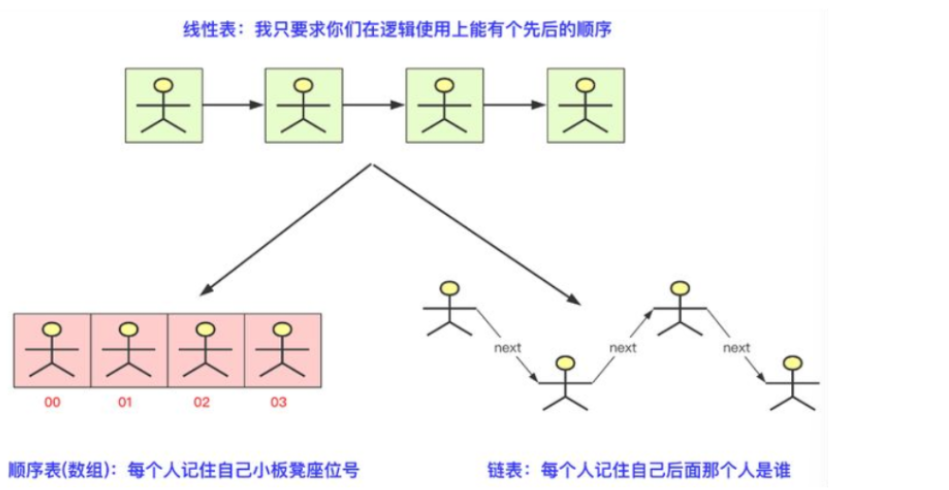 线性表：我只要求你们在逻辑使用上能有个先后的顺序
next
next
next
00
01
02
03
顺序表(数组)：每个人记住自己小板凳座位号
链表：每个人记住自己后面那个人是谁